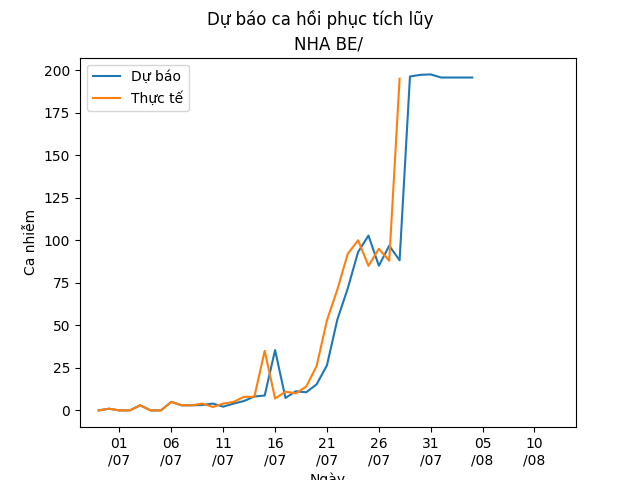 Dự báo ca hồi phục tích lũy
NHA BE/
Dự báo
Thực tế
Ca nhiễm
200
175
150
125
100
75
50
25
0
01 06 11 16 21 26 31 05 10
/07 /07 /07 /07 /07 /07 /07 /08 /08
Ngày